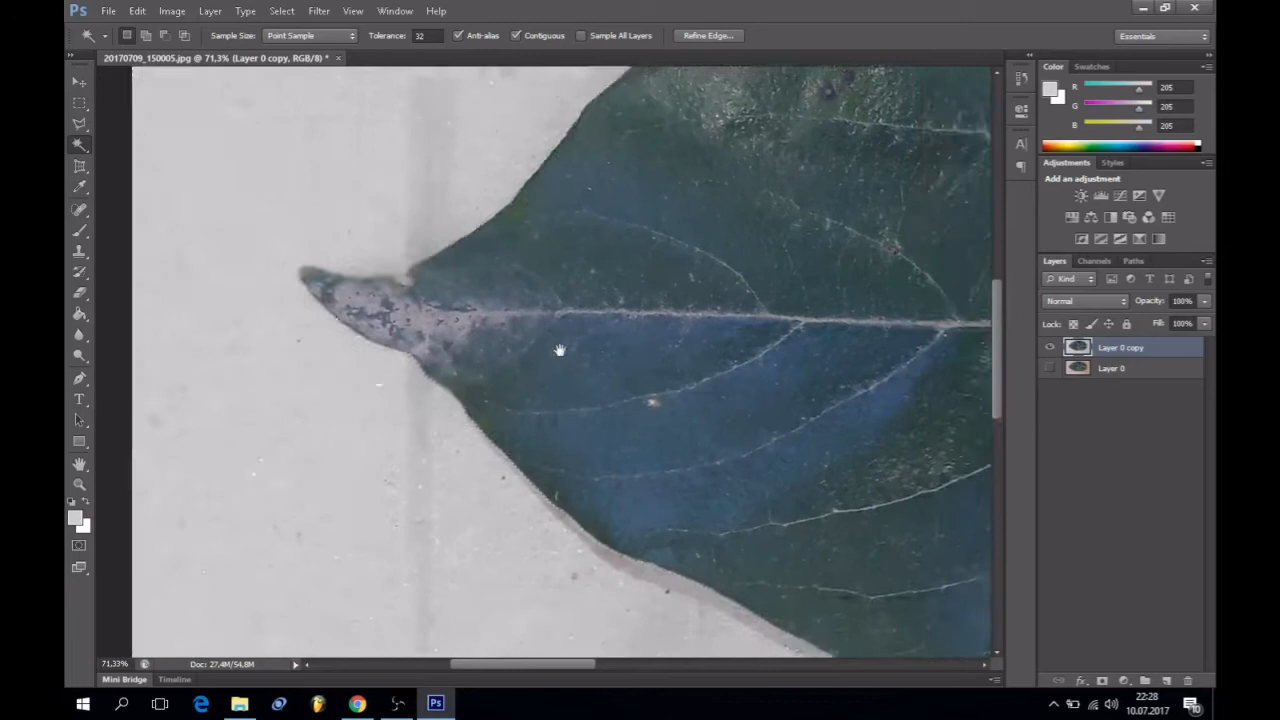 Ps File Edit Image Layer Type Select Filter View Window Help
Sample Size: Point Sample Tolerance: 32 Anti-alias Contiguous Sample All Layers Refine Edge... Essentials
20170709_150005.jpg @ 71,3% (Layer 0 copy, RGB/8) *
Color Swatches
R 205
G 205
B 205
Adjustments Styles
Add an adjustment
Layers Channels Paths
Kind
Normal Opacity: 100%
Lock: Fill: 100%
Layer 0 copy
Layer 0
71,33% Doc: 27,4M/54,8M
Mini Bridge Timeline
22:28
10.07.2017
10